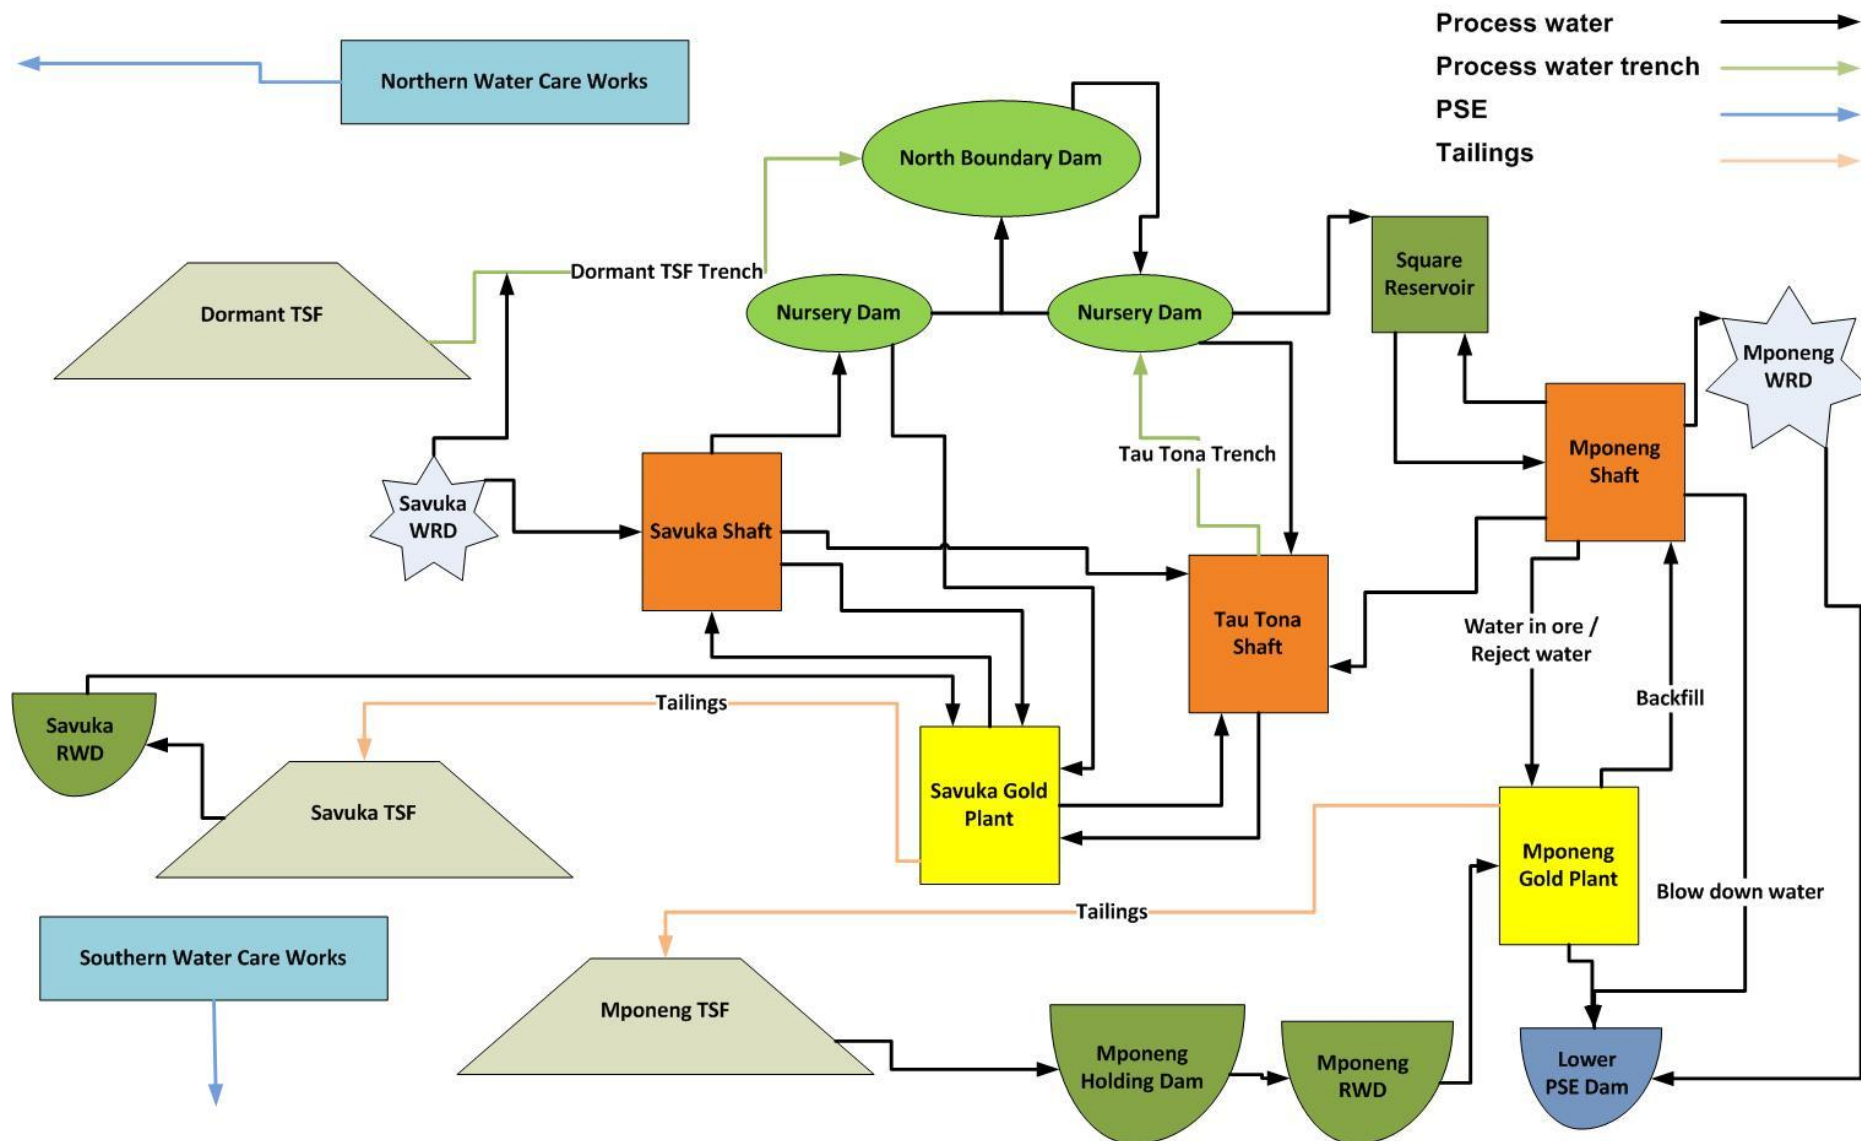 Process water
Process water trench
PSE
Tailings
Northern Water Care Works
North Boundary Dam
Dormant TSF Trench
Square
Reservoir
Dormant TSF
Nursery Dam
Nursery Dam
Mponeng
WRD
Tau Tona Trench
Mponeng
Shaft
Savuka
WRD
Savuka Shaft
Tau Tona
Shaft
Water in ore /
Reject water
Backfill
Tailings
Savuka
RWD
Savuka TSF
Savuka Gold
Plant
Mponeng
Gold Plant
Blow down water
Tailings
Southern Water Care Works
Mponeng TSF
Mponeng
Holding Dam
Mponeng
RWD
Lower
PSE Dam